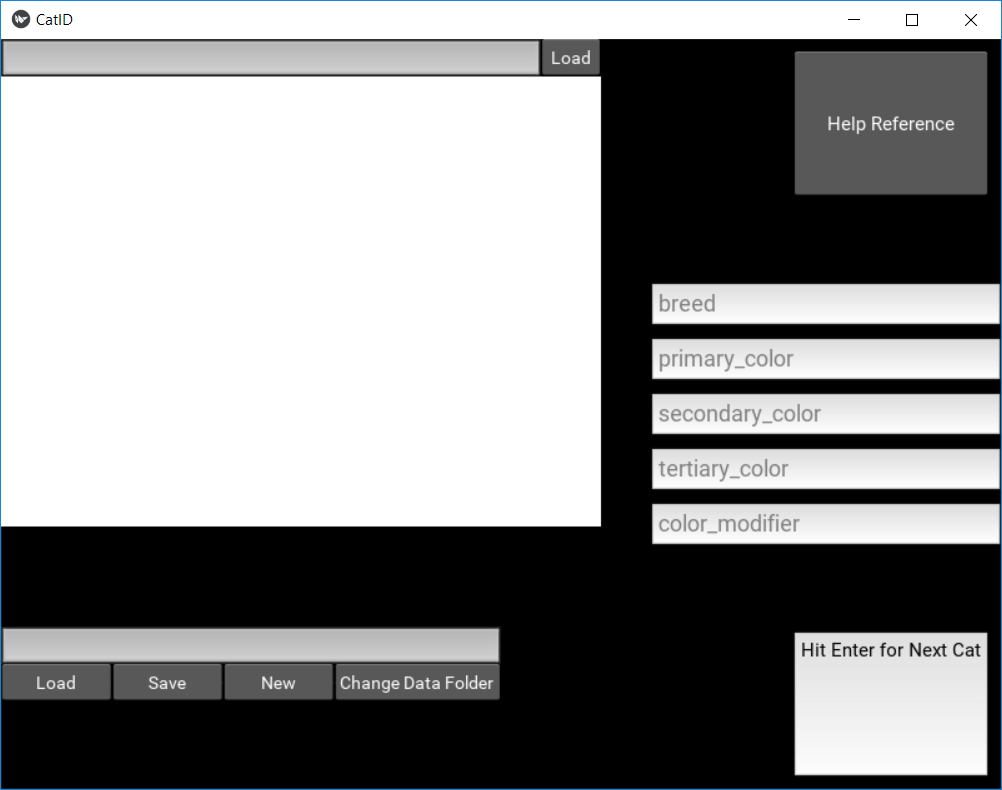 CatID
Load
Help Reference
breed
primary_color
secondary_color
tertiary_color
color_modifier
Load Save New Change Data Folder
Hit Enter for Next Cat